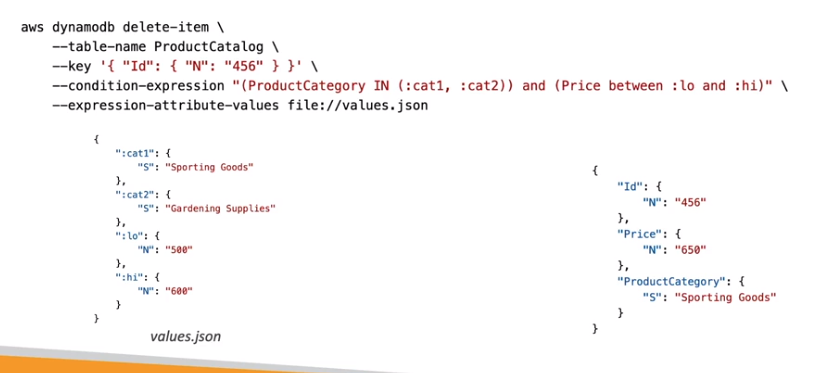 aws dynamodb delete-item \
--table-name ProductCatalog \
--key '{ "Id": { "N": "456" } }' \
--condition-expression "(ProductCategory IN (:cat1, :cat2)) and (Price between :lo and :hi)" \
--expression-attribute-values file://values.json
{
":cat1": {
"S": "Sporting Goods"
},
":cat2": {
"S": "Gardening Supplies"
},
":lo": {
"N": "500"
},
":hi": {
"N": "600"
}
}
values.json
{
"Id": {
"N": "456"
},
"Price": {
"N": "650"
},
"ProductCategory": {
"S": "Sporting Goods"
}
}